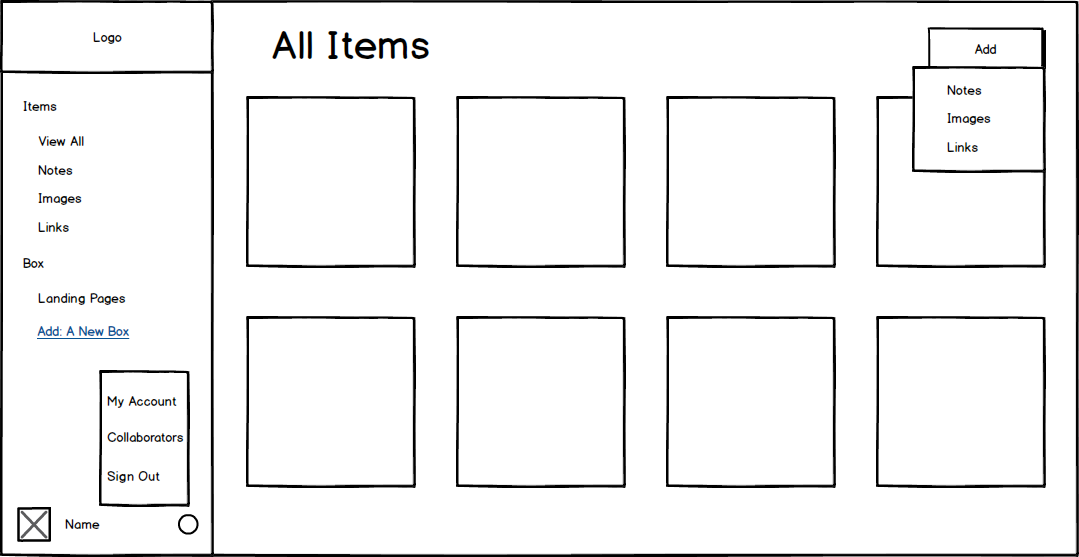 Logo
Items
View All
Notes
Images
Links
Box
Landing Pages
Add: A New Box
My Account
Collaborators
Sign Out
Name
All Items
Add
Notes
Images
Links